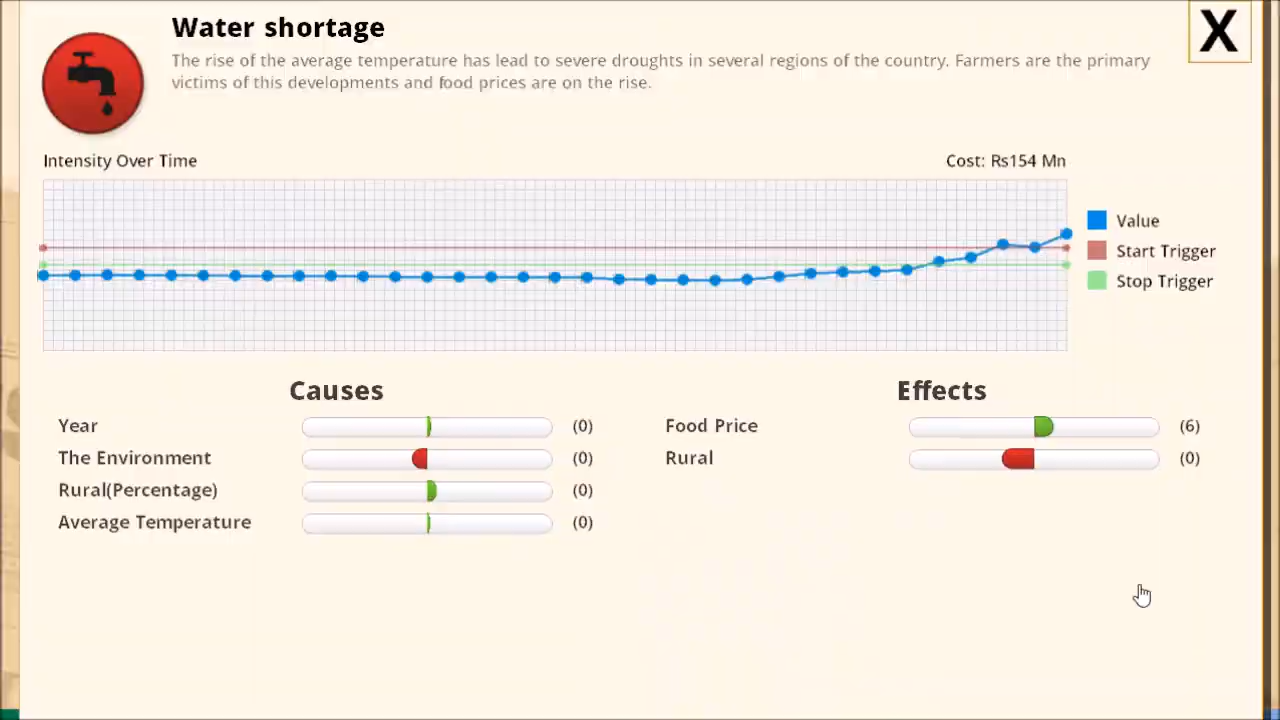 Water shortage
X
The rise of the average temperature has lead to severe droughts in several regions of the country. Farmers are the primary
victims of this developments and food prices are on the rise.
Intensity Over Time
Cost: Rs154 Mn
Value
Start Trigger
Stop Trigger
Causes
Year (0)
The Environment (0)
Rural(Percentage) (0)
Average Temperature (0)
Effects
Food Price (6)
Rural (0)